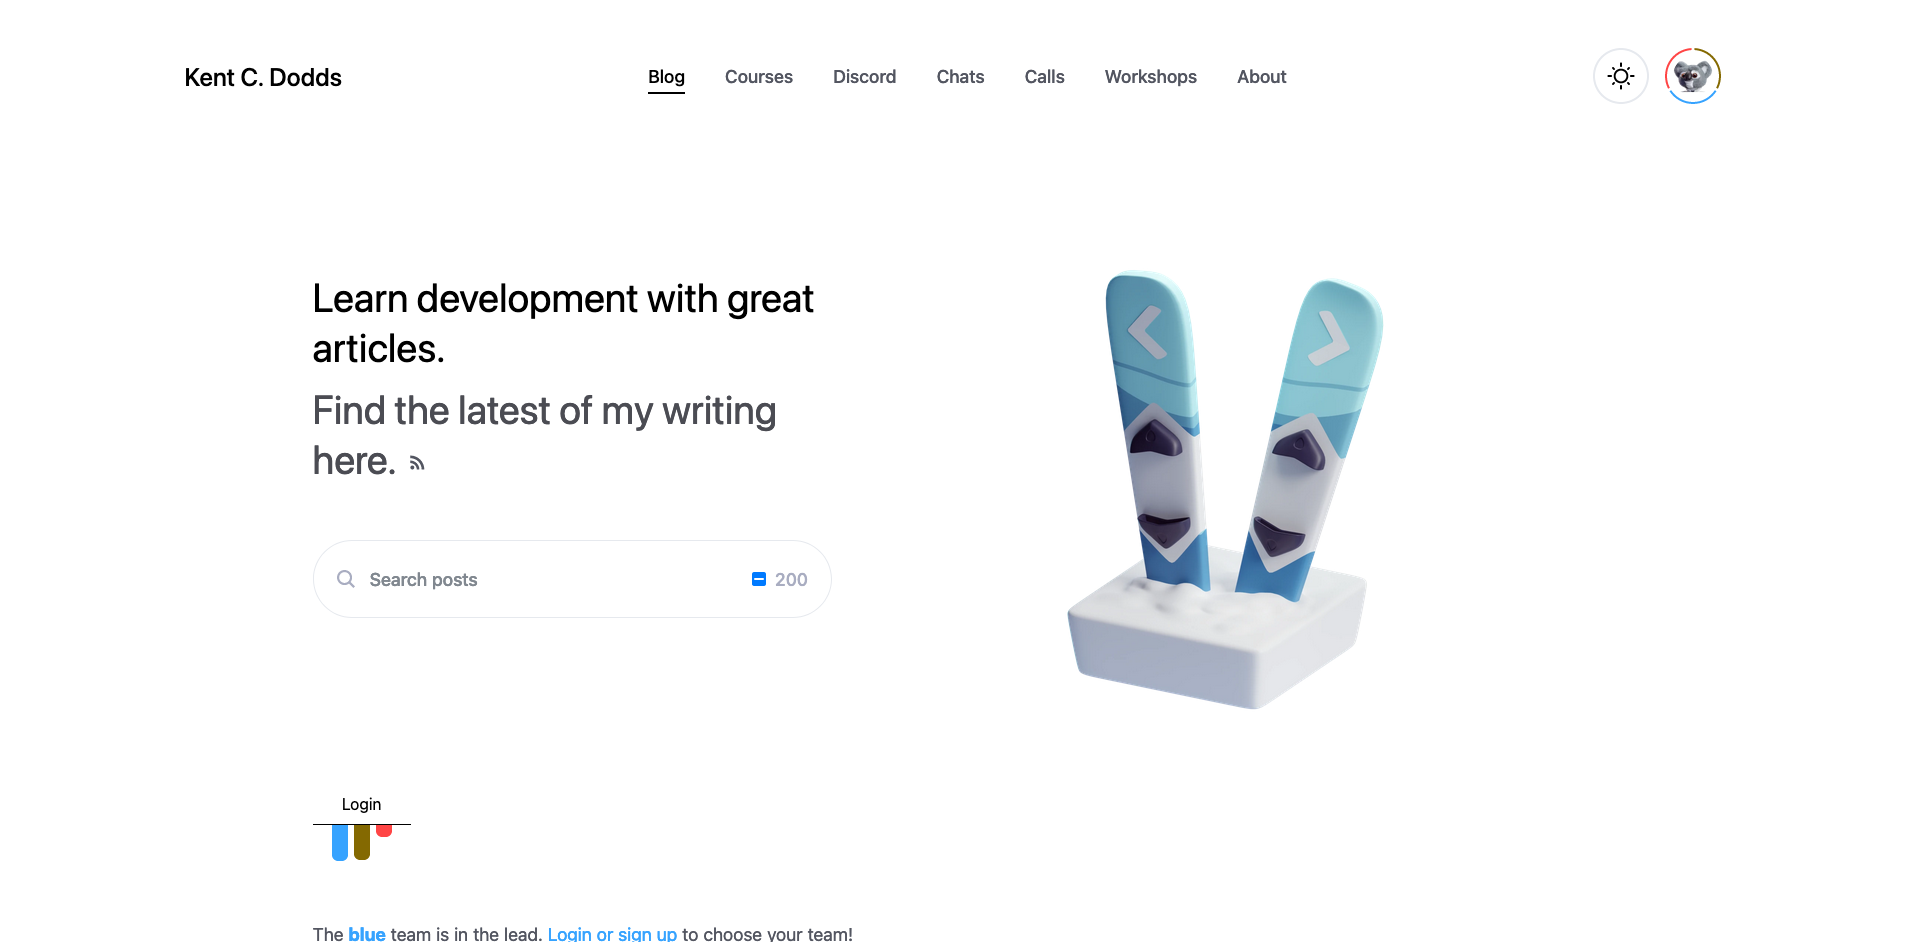 Kent C. Dodds
Blog
Courses
Discord
Chats
Calls
Workshops
About
Learn development with great
articles.
Find the latest of my writing
here.
Search posts
200
Login
The blue team is in the lead. Login or sign up to choose your team!